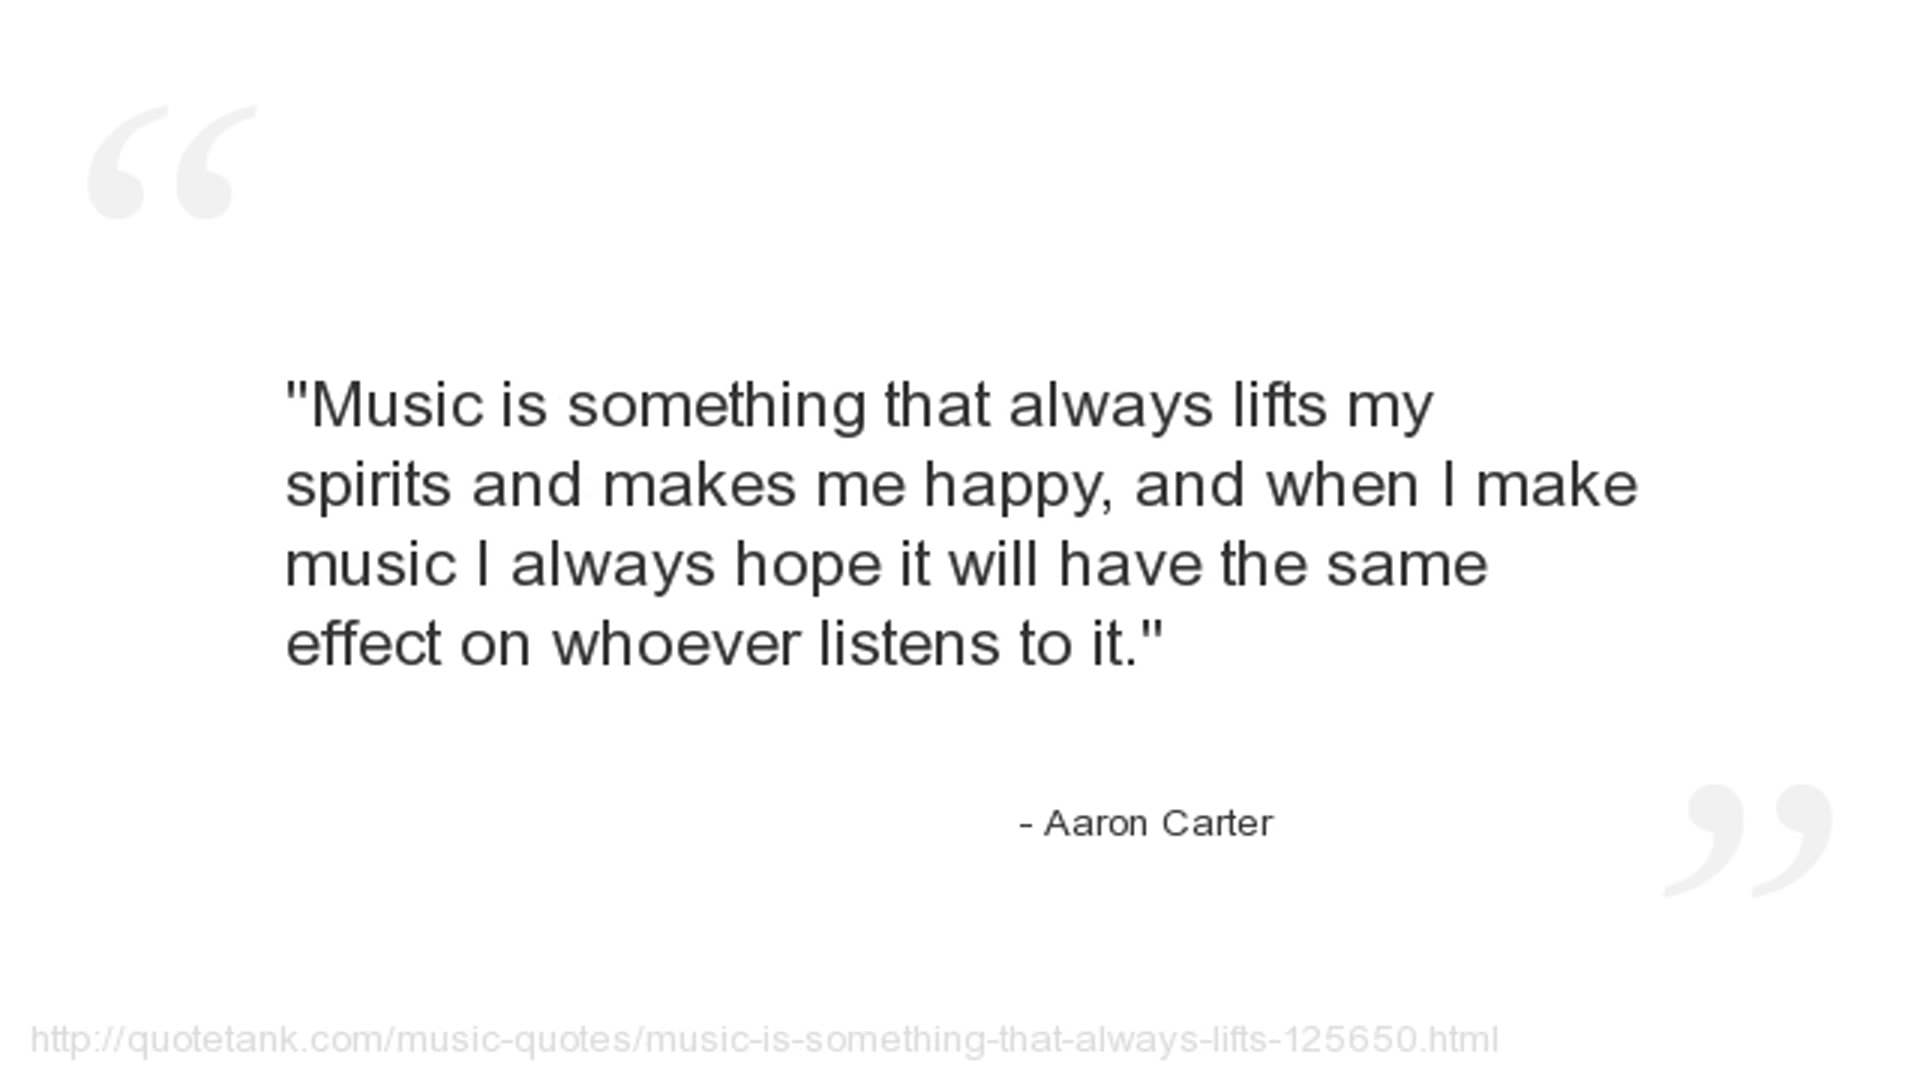 "Music is something that always lifts my
spirits and makes me happy, and when I make
music I always hope it will have the same
effect on whoever listens to it."
- Aaron Carter
http://quotetank.com/music-quotes/music-is-something-that-always-lifts-125650.html